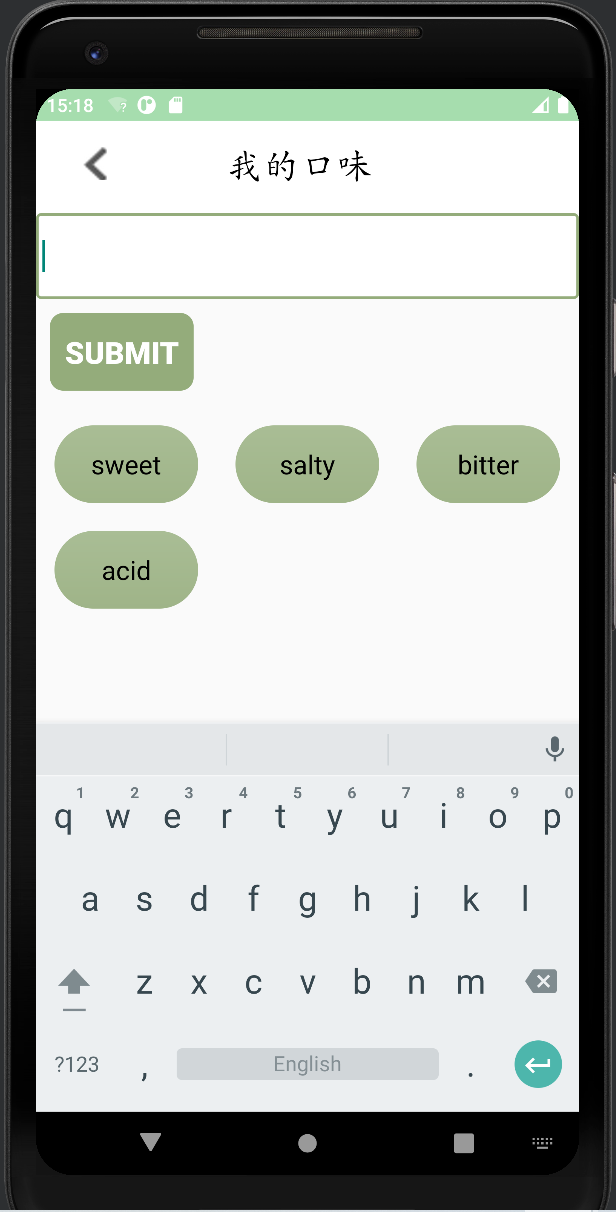 15:18
我的口味
SUBMIT
sweet salty bitter
acid
1 2 3 4 5 6 7 8 9 0
q w e r t y u i o p
a s d f g h j k l
z x c v b n m
?123 , English .